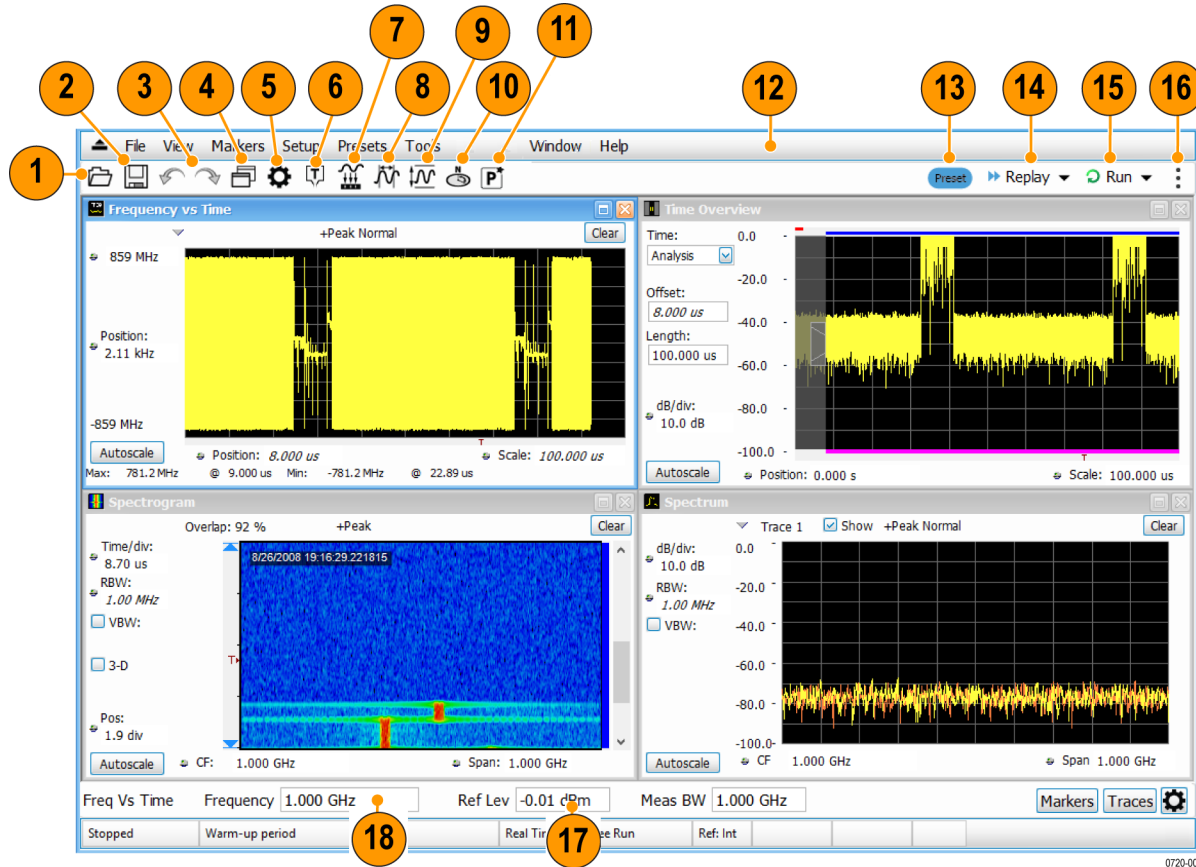 7
9
11
2
3
4
5
6
8
10
12
13
14
15
16
1
File View Markers Setup Presets Tools Window Help
T N P
Preset Replay Run
Frequency vs Time
+Peak Normal
Clear
859 MHz
Position:
2.11 kHz
-859 MHz
Autoscale
Position: 8.000 us
T
Scale: 100.000 us
Max: 781.2 MHz @ 9.000 us Min: -781.2 MHz @ 22.89 us
Time Overview
Time:
Analysis
Offset:
8.000 us
Length:
100.000 us
dB/div:
10.0 dB
Autoscale
0.0
-20.0
-40.0
-60.0
-80.0
-100.0
T
Position: 0.000 s
Scale: 100.000 us
Spectrogram
Overlap: 92 %
+Peak
Clear
Time/div:
8.70 us
RBW:
1.00 MHz
VBW:
3-D
Pos:
1.9 div
Autoscale
8/26/2008 19:16:29.221815
T
CF: 1.000 GHz
Span: 1.000 GHz
Spectrum
Trace 1 Show +Peak Normal
Clear
dB/div:
10.0 dB
RBW:
1.00 MHz
VBW:
Autoscale
0.0
-20.0
-40.0
-60.0
-80.0
-100.0
CF 1.000 GHz
Span 1.000 GHz
Freq Vs Time Frequency 1.000 GHz Ref Lev -0.01 dBm Meas BW 1.000 GHz Markers Traces
Stopped Warm-up period Real Run Ref: Int
18
17